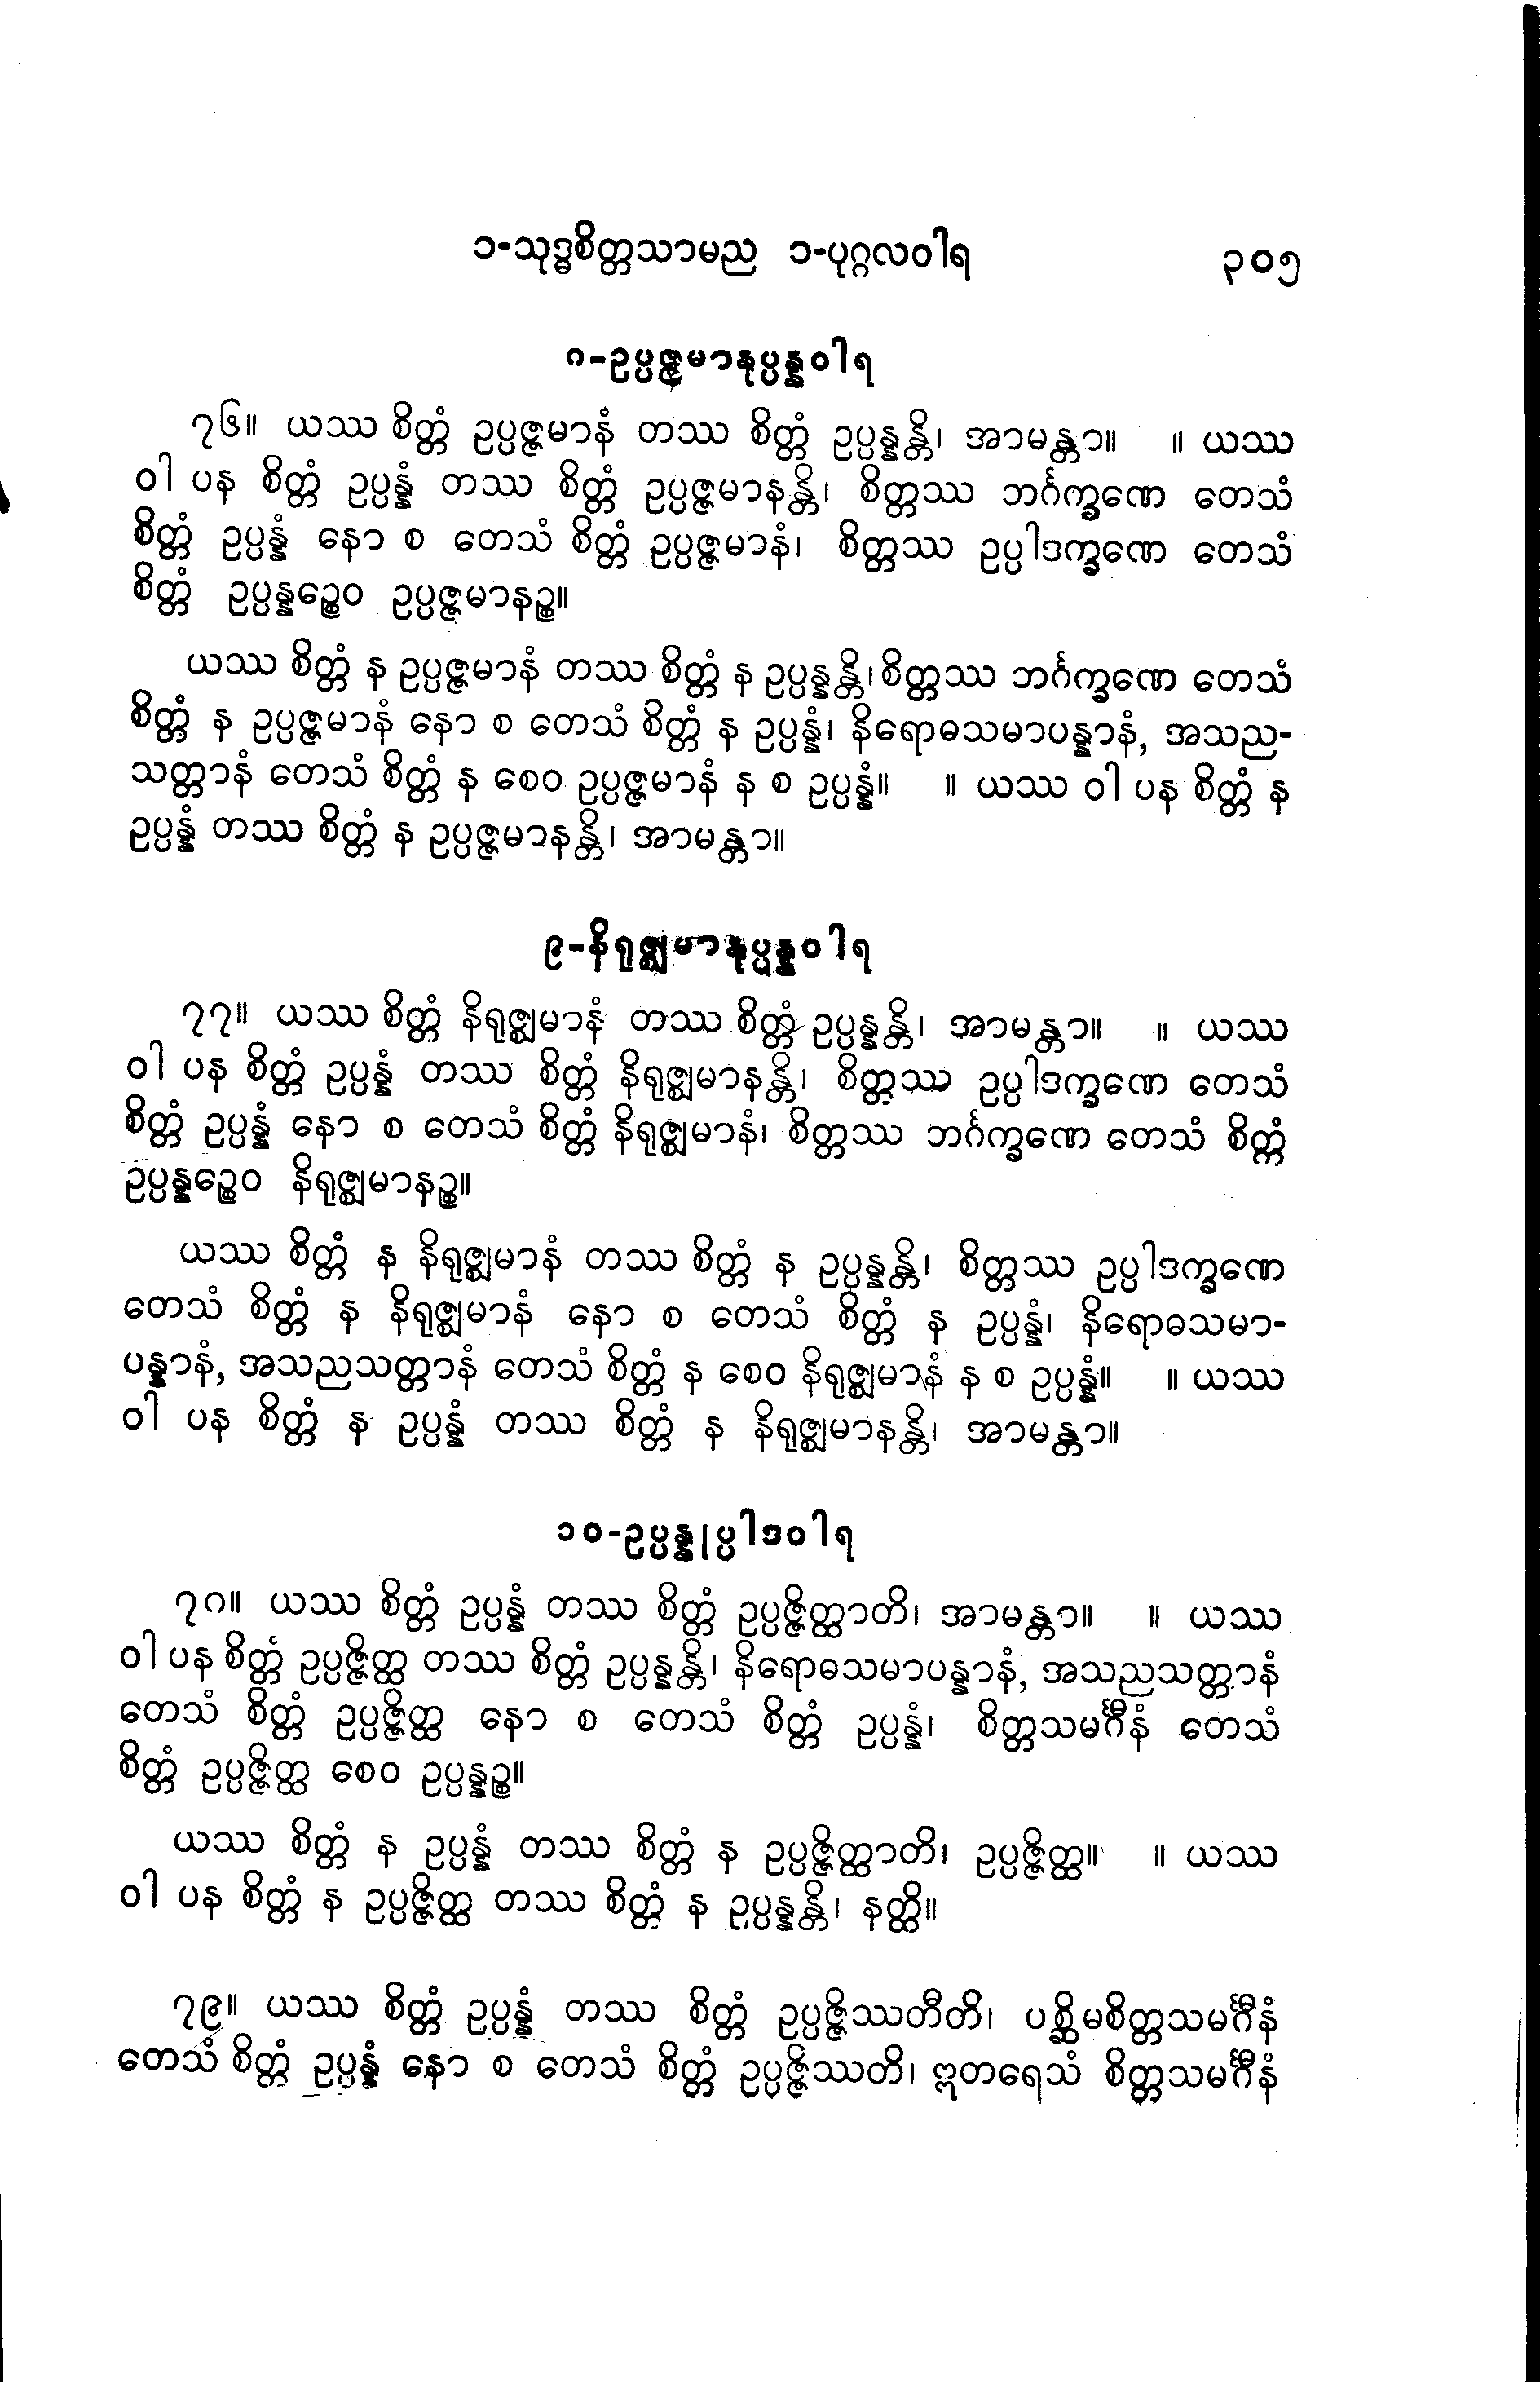 ၁-သုဒ္ဓစိတ္တသာမည ၁-ပုဂ္ဂလဝါရ ၃၀၅
၈-ဥပ္ပဇ္ဇမာနုပ္ပန္နဝါရ
၇၆။ ယဿ စိတ္တံ ဥပ္ပဇ္ဇမာနံ တဿ စိတ္တံ ဥပ္ပန္နန္တိ၊ အာမန္တာ။ ။ ယဿ
ဝါ ပန စိတ္တံ ဥပ္ပန္နံ တဿ စိတ္တံ ဥပ္ပဇ္ဇမာနန္တိ၊ စိတ္တဿ ဘင်္ဂက္ခဏေ တေသံ
စိတ္တံ ဥပ္ပန္နံ နော စ တေသံ စိတ္တံ ဥပ္ပဇ္ဇမာနံ၊ စိတ္တဿ ဥပ္ပါဒက္ခဏေ တေသံ
စိတ္တံ ဥပ္ပန္နဉ္စေဝ ဥပ္ပဇ္ဇမာနဉ္စ။
ယဿ စိတ္တံ န ဥပ္ပဇ္ဇမာနံ တဿ စိတ္တံ န ဥပ္ပန္နန္တိ၊ စိတ္တဿ ဘင်္ဂက္ခဏေ တေသံ
စိတ္တံ န ဥပ္ပဇ္ဇမာနံ နော စ တေသံ စိတ္တံ န ဥပ္ပန္နံ၊ နိရောဓသမာပန္နာနံ, အသည-
သတ္တာနံ တေသံ စိတ္တံ န စေဝ ဥပ္ပဇ္ဇမာနံ န စ ဥပ္ပန္နံ။ ။ ယဿ ဝါ ပန စိတ္တံ န
ဥပ္ပန္နံ တဿ စိတ္တံ န ဥပ္ပဇ္ဇမာနန္တိ၊ အာမန္တာ။
၉-နိရုဇ္ဈမာနုပ္ပန္နဝါရ
၇၇။ ယဿ စိတ္တံ နိရုဇ္ဈမာနံ တဿ စိတ္တံ ဥပ္ပန္နန္တိ၊ အာမန္တာ။ ။ ယဿ
ဝါ ပန စိတ္တံ ဥပ္ပန္နံ တဿ စိတ္တံ နိရုဇ္ဈမာနန္တိ၊ စိတ္တဿ ဥပ္ပါဒက္ခဏေ တေသံ
စိတ္တံ ဥပ္ပန္နံ နော စ တေသံ စိတ္တံ နိရုဇ္ဈမာနံ၊ စိတ္တဿ ဘင်္ဂက္ခဏေ တေသံ စိတ္တံ
ဥပ္ပန္နဉ္စေဝ နိရုဇ္ဈမာနဉ္စ။
ယဿ စိတ္တံ န နိရုဇ္ဈမာနံ တဿ စိတ္တံ န ဥပ္ပန္နန္တိ၊ စိတ္တဿ ဥပ္ပါဒက္ခဏေ
တေသံ စိတ္တံ န နိရုဇ္ဈမာနံ နော စ တေသံ စိတ္တံ န ဥပ္ပန္နံ၊ နိရောဓသမာ-
ပန္နာနံ, အသညသတ္တာနံ တေသံ စိတ္တံ န စေဝ နိရုဇ္ဈမာနံ န စ ဥပ္ပန္နံ။ ။ ယဿ
ဝါ ပန စိတ္တံ န ဥပ္ပန္နံ တဿ စိတ္တံ န နိရုဇ္ဈမာနန္တိ၊ အာမန္တာ။
၁၀-ဥပ္ပန္နုပ္ပါဒဝါရ
၇၈။ ယဿ စိတ္တံ ဥပ္ပန္နံ တဿ စိတ္တံ ဥပ္ပဇ္ဇိတ္ထာတိ၊ အာမန္တာ။ ။ ယဿ
ဝါ ပန စိတ္တံ ဥပ္ပဇ္ဇိတ္ထ တဿ စိတ္တံ ဥပ္ပန္နန္တိ၊ နိရောဓသမာပန္နာနံ, အသညသတ္တာနံ
တေသံ စိတ္တံ ဥပ္ပဇ္ဇိတ္ထ နော စ တေသံ စိတ္တံ ဥပ္ပန္နံ၊ စိတ္တသမင်္ဂီနံ တေသံ
စိတ္တံ ဥပ္ပဇ္ဇိတ္ထ စေဝ ဥပ္ပန္နဉ္စ။
ယဿ စိတ္တံ န ဥပ္ပန္နံ တဿ စိတ္တံ န ဥပ္ပဇ္ဇိတ္ထာတိ၊ ဥပ္ပဇ္ဇိတ္ထ။ ။ ယဿ
ဝါ ပန စိတ္တံ န ဥပ္ပဇ္ဇိတ္ထ တဿ စိတ္တံ န ဥပ္ပန္နန္တိ၊ နတ္ထိ။
၇၉။ ယဿ စိတ္တံ ဥပ္ပန္နံ တဿ စိတ္တံ ဥပ္ပဇ္ဇိဿတီတိ၊ ပစ္ဆိမစိတ္တသမင်္ဂီနံ
တေသံ စိတ္တံ ဥပ္ပန္နံ နော စ တေသံ စိတ္တံ ဥပ္ပဇ္ဇိဿတိ၊ ဣတရေသံ စိတ္တသမင်္ဂီနံ